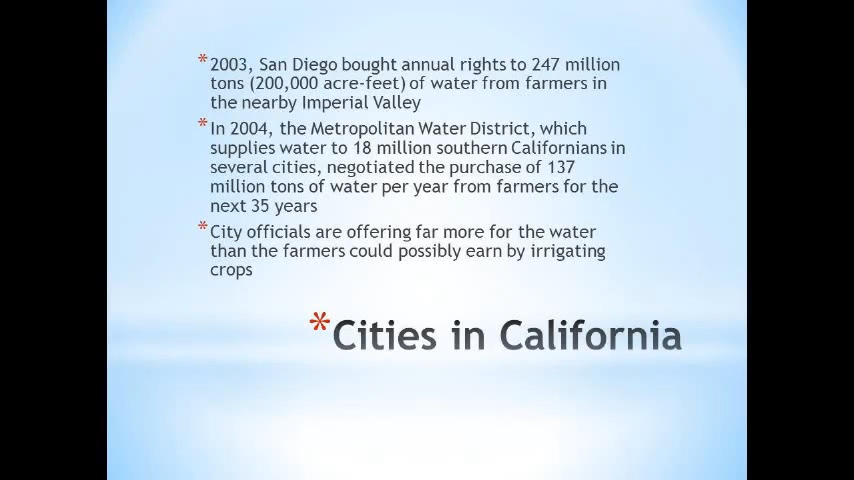 * 2003, San Diego bought annual rights to 247 million
tons (200,000 acre-feet) of water from farmers in
the nearby Imperial Valley
* In 2004, the Metropolitan Water District, which
supplies water to 18 million southern Californians in
several cities, negotiated the purchase of 137
million tons of water per year from farmers for the
next 35 years
* City officials are offering far more for the water
than the farmers could possibly earn by irrigating
crops
* Cities in California